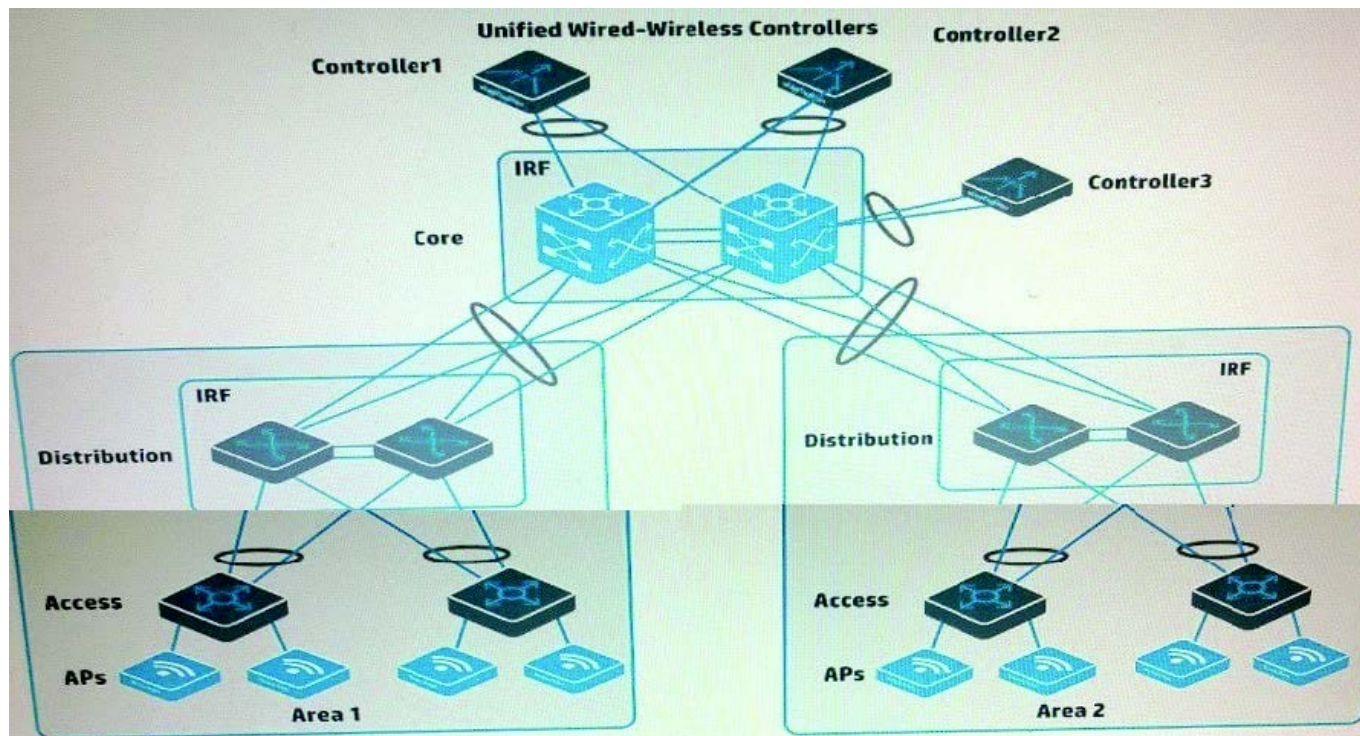 Unified Wired-Wireless Controllers
Controller1
Controller2
IRF
Controller3
Core
IRF
IRF
Distribution
Distribution
Access
Access
APs
APs
Area 1
Area 2